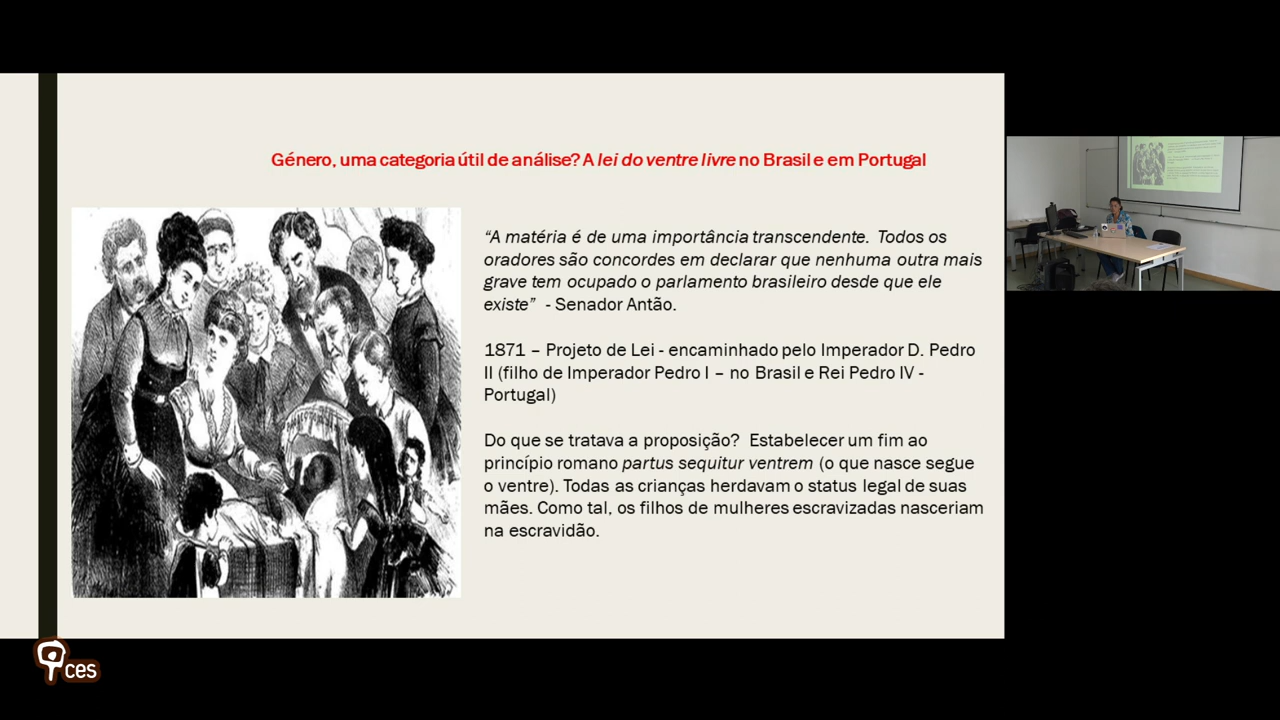 Género, uma categoria útil de análise? A lei do ventre livre no Brasil e em Portugal
“A matéria é de uma importância transcendente. Todos os
oradores são concordes em declarar que nenhuma outra mais
grave tem ocupado o parlamento brasileiro desde que ele
existe” - Senador Antão.
1871 – Projeto de Lei - encaminhado pelo Imperador D. Pedro
II (filho de Imperador Pedro I – no Brasil e Rei Pedro IV -
Portugal)
Do que se tratava a proposição? Estabelecer um fim ao
princípio romano partus sequitur ventrem (o que nasce segue
o ventre). Todas as crianças herdavam o status legal de suas
mães. Como tal, os filhos de mulheres escravizadas nasceriam
na escravidão.
ces